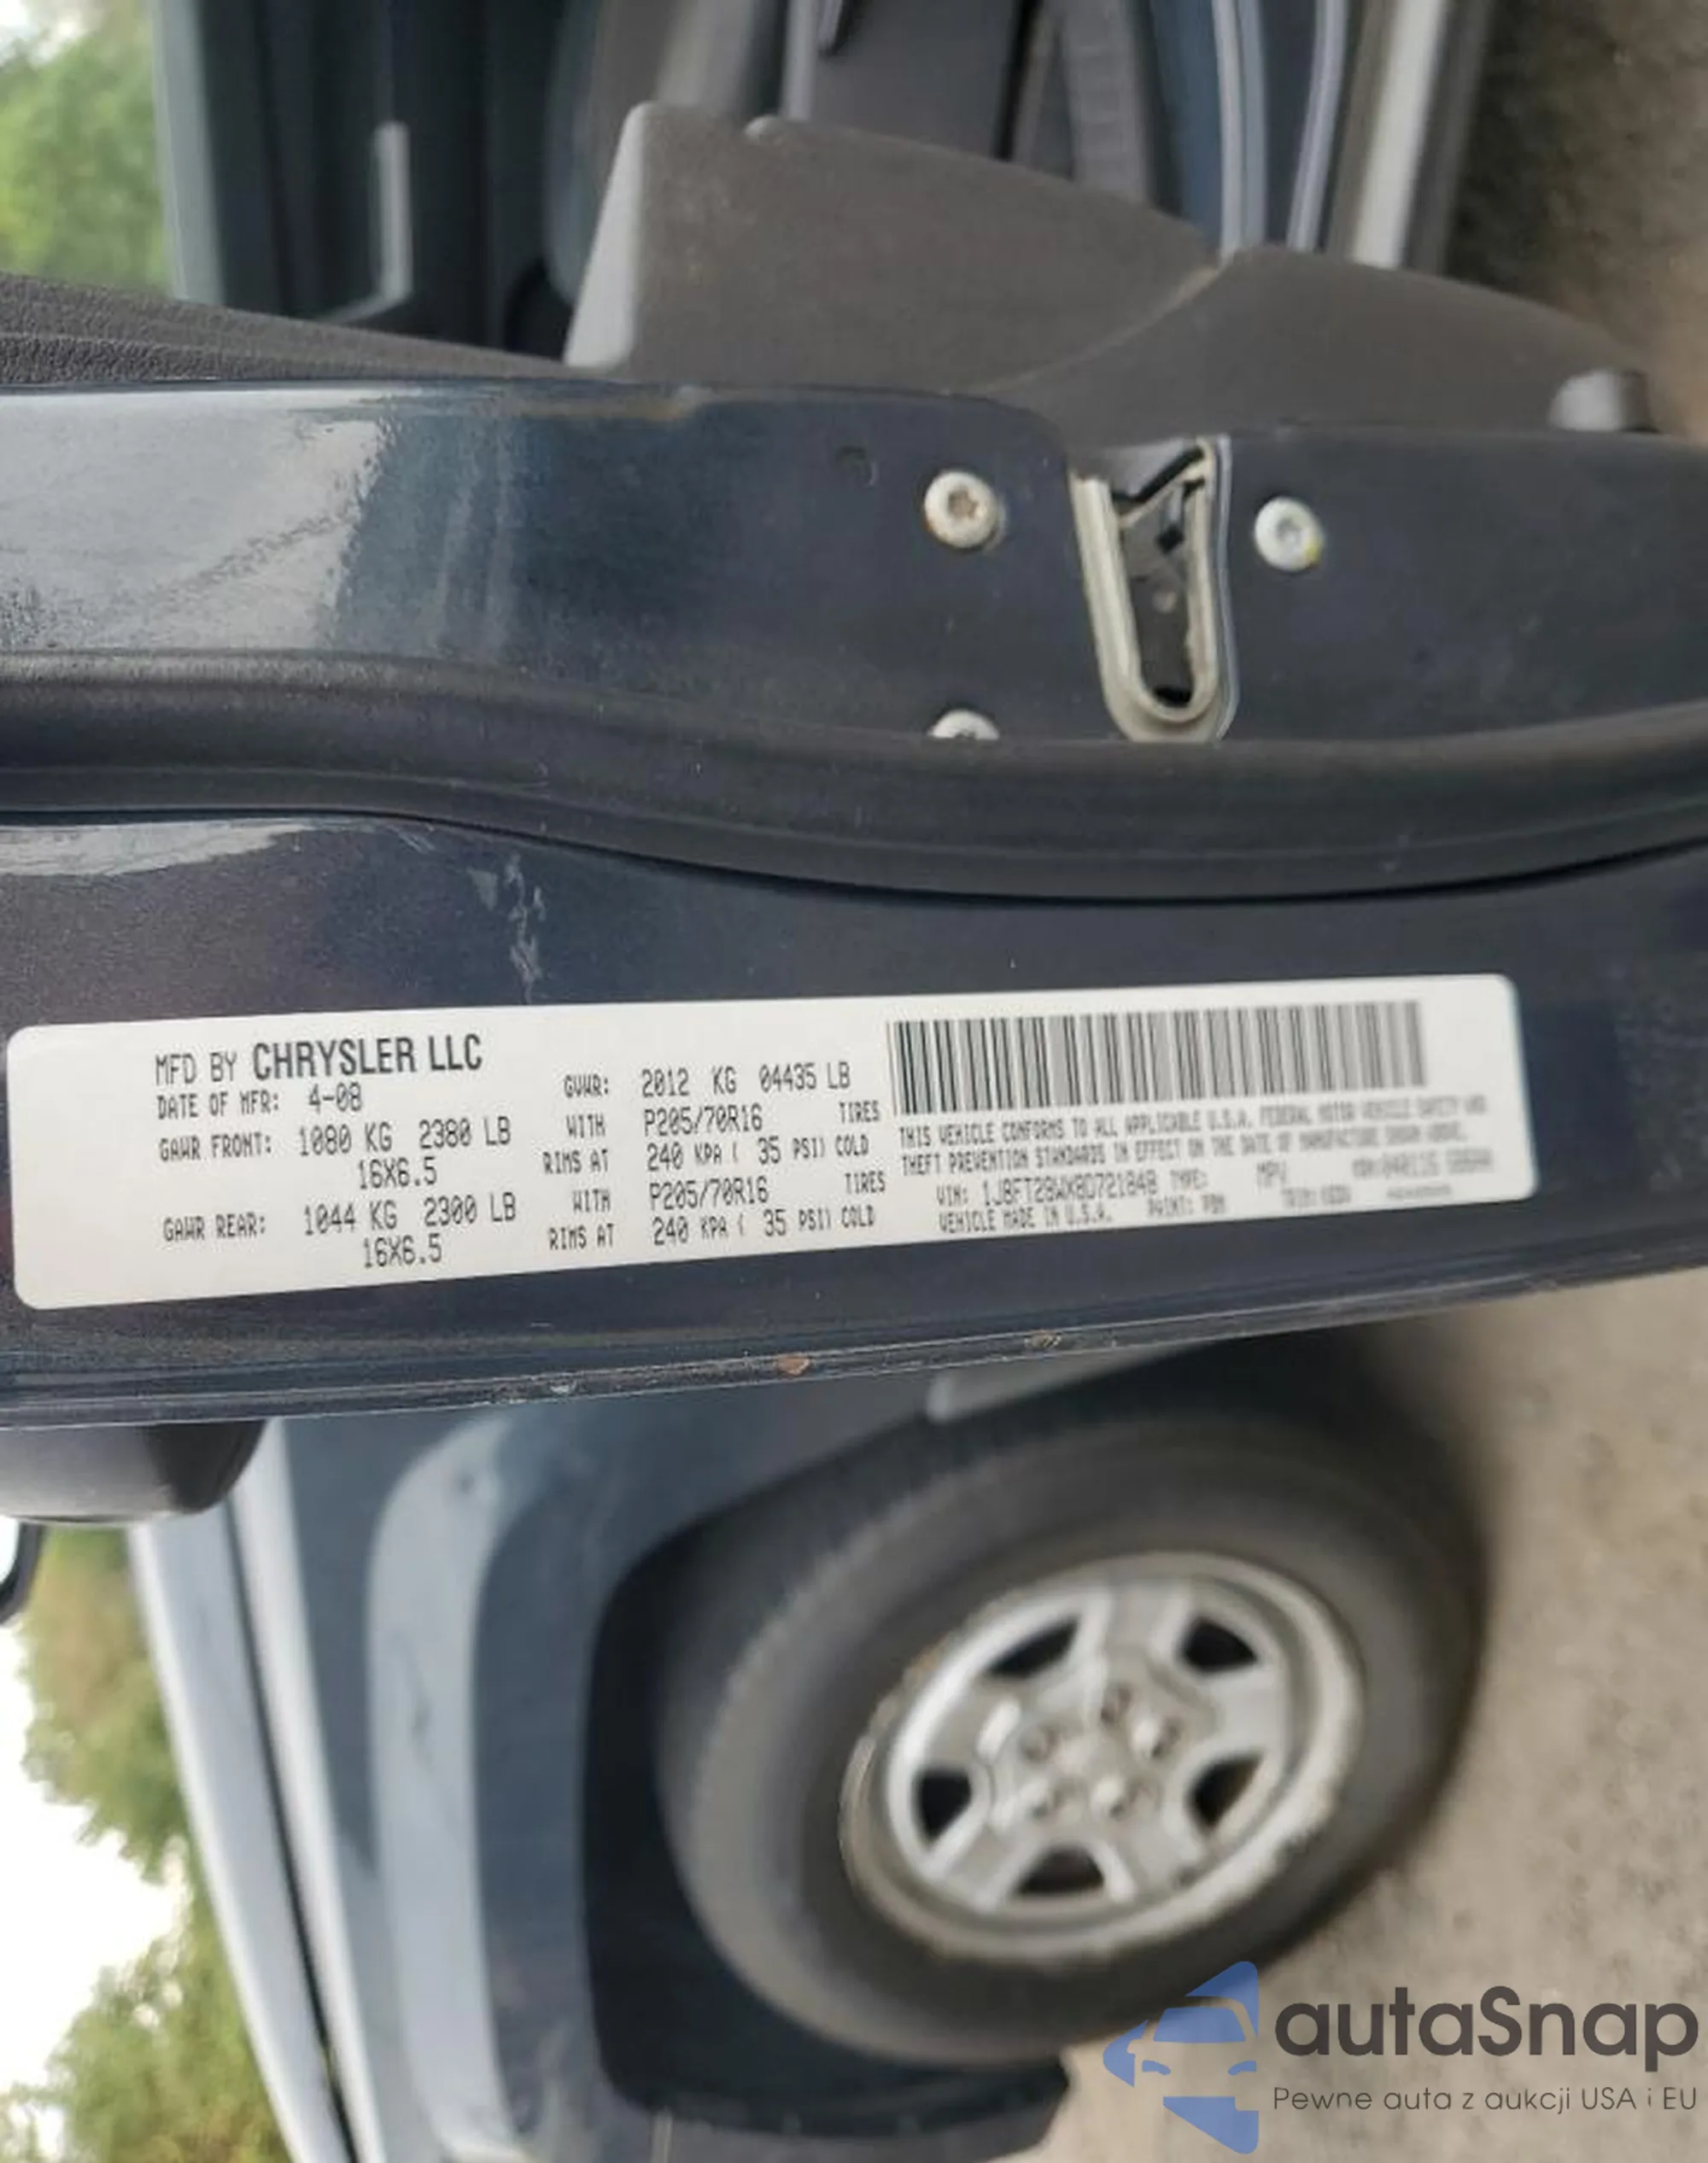 MFD BY CHRYSLER LLC
DATE OF MFR: 4-08
GAWR FRONT: 1080 KG 2380 LB
16X6.5
GAWR REAR: 1044 KG 2300 LB
16X6.5
GVWR: 2012 KG 04435 LB
WITH P205/70R16 TIRES
RIMS AT 240 KPA ( 35 PSI) COLD
WITH P205/70R16 TIRES
RIMS AT 240 KPA ( 35 PSI) COLD
THIS VEHICLE CONFORMS TO ALL APPLICABLE U.S.A. FEDERAL MOTOR VEHICLE SAFETY AND
THEFT PREVENTION STANDARDS IN EFFECT ON THE DATE OF MANUFACTURE SHOWN ABOVE.
VIN: TYPE: MPV
VEHICLE MADE IN U.S.A. PAINT:
autaSnap
Pewne auta z aukcji USA i EU